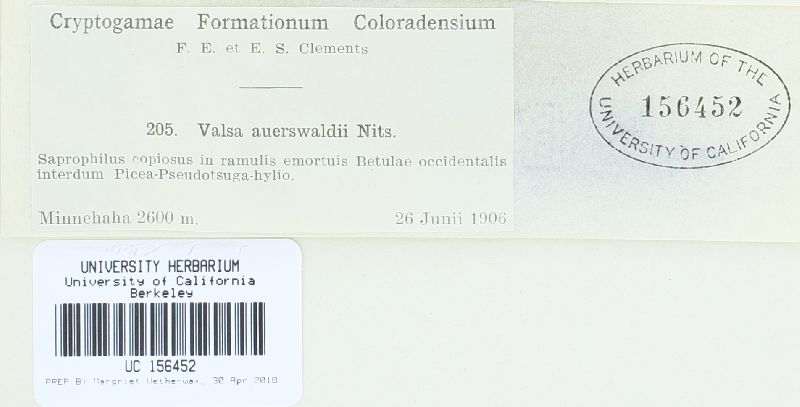 Cryptogamae Formationum Coloradensium
F. E. et E. S. Clements
205. Valsa auerswaldii Nits.
Saprophilus copiosus in ramulis emortuis Betulae occidentalis
interdum Picea-Pseudotsuga-hylio.
Minnehaha 2600 m. 26 Junii 1906
HERBARIUM OF THE
156452
UNIVERSITY OF CALIFORNIA
UNIVERSITY HERBARIUM
University of California
Berkeley
UC 156452
PREP BY Margriet Wetherwax, 30 Apr 2018